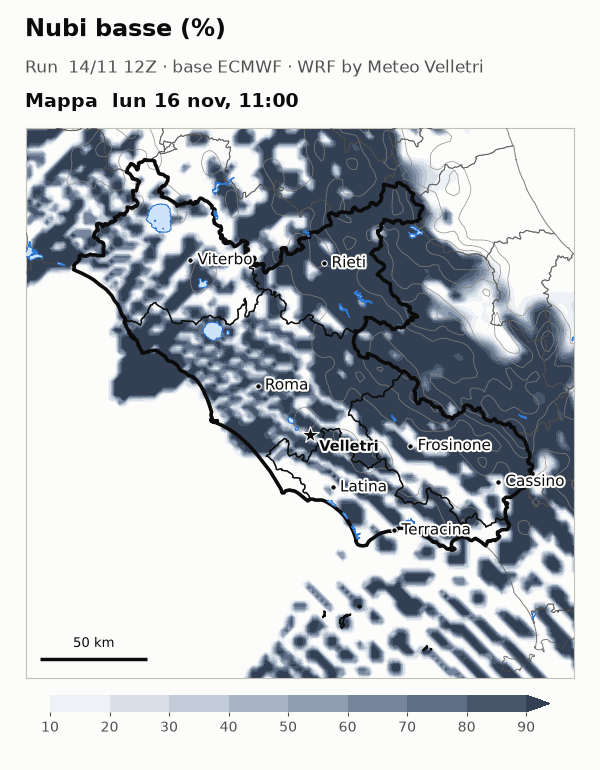 Nubi basse (%)
Run  14/11 12Z · base ECMWF · WRF by Meteo Velletri
Mappa  lun 16 nov, 11:00
Viterbo
Rieti
Roma
Velletri
Frosinone
Latina
Cassino
Terracina
50 km
10 20 30 40 50 60 70 80 90